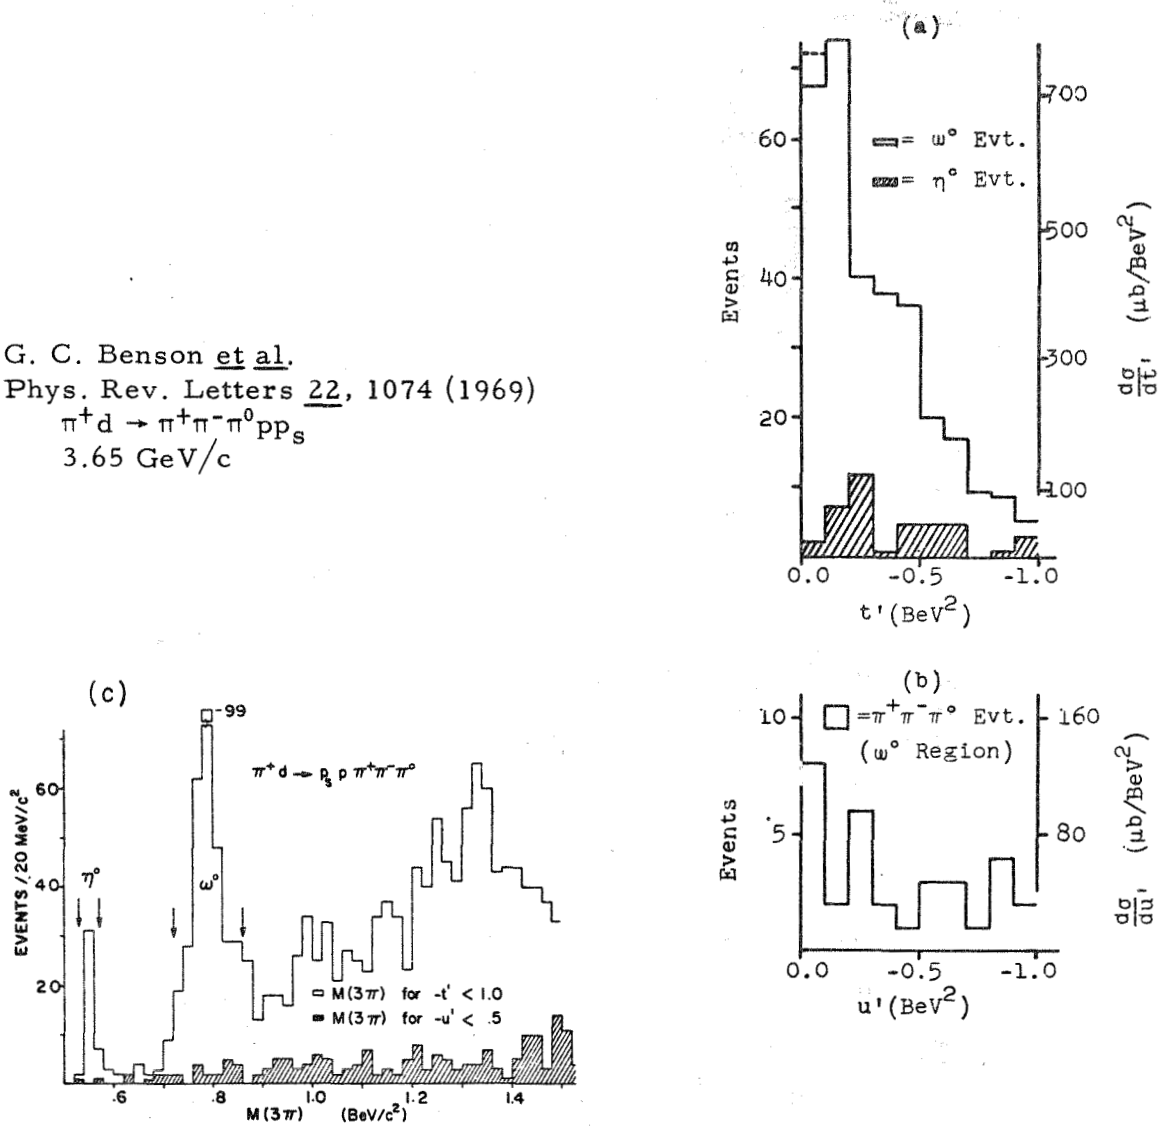 G. C. Benson et al.
Phys. Rev. Letters 22, 1074 (1969)
π⁺d → π⁺π⁻π⁰pp_s
3.65 GeV/c
(a)
60
40
20
Events
= ω° Evt.
= η° Evt.
700
500
300
100
dσ/dt' (μb/BeV²)
0.0 -0.5 -1.0
t'(BeV²)
(b)
10
5
Events
=π⁺π⁻π° Evt.
(ω° Region)
160
80
dσ/du' (μb/BeV²)
0.0 -0.5 -1.0
u'(BeV²)
(c)
-99
π⁺d → p_s p π⁺π⁻π°
60
40
20
EVENTS / 20 MeV/c²
η°
ω°
M(3π) for -t' < 1.0
M(3π) for -u' < .5
.6 .8 1.0 1.2 1.4
M(3π) (BeV/c²)